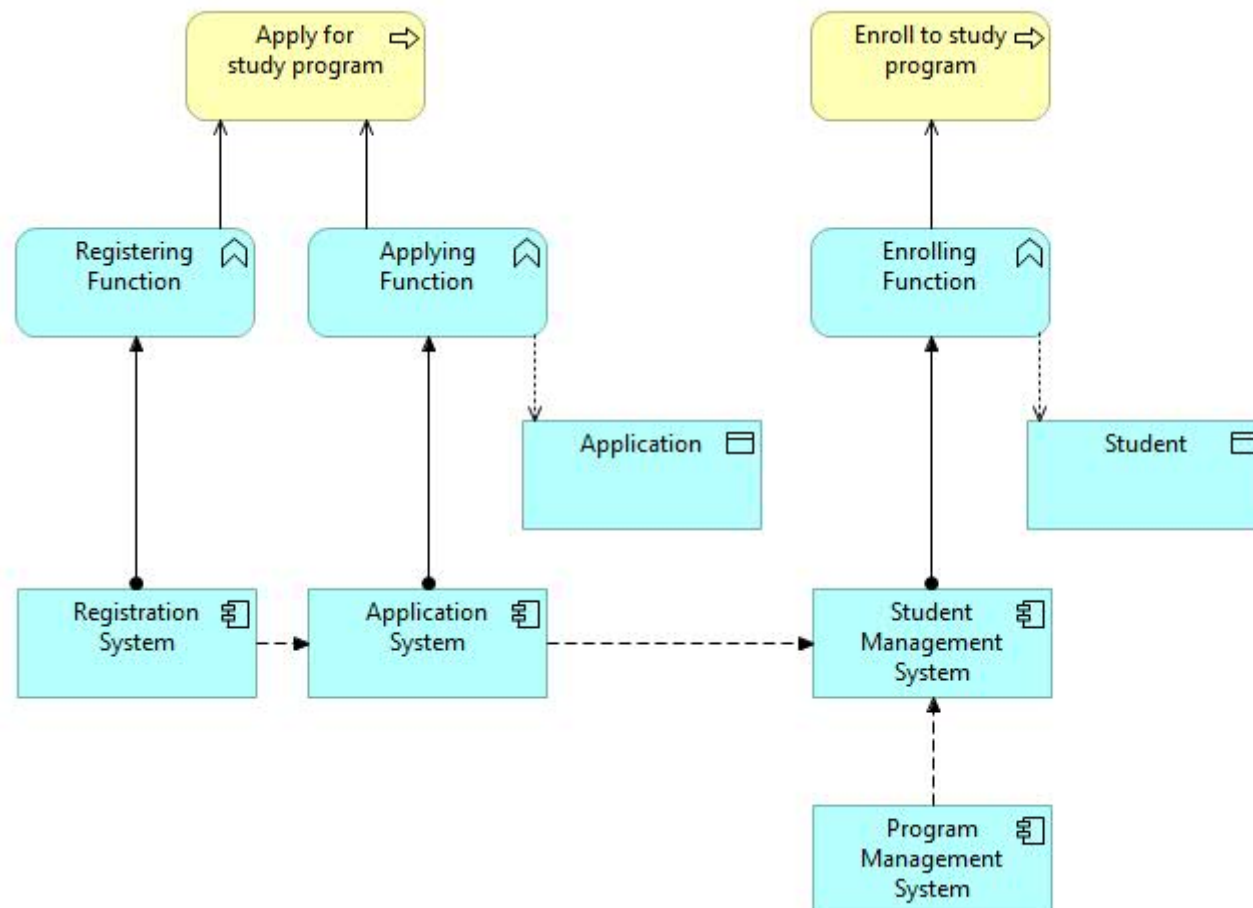 Apply for
study program
Enroll to study
program
Registering
Function
Applying
Function
Enrolling
Function
Application
Student
Registration
System
Application
System
Student
Management
System
Program
Management
System